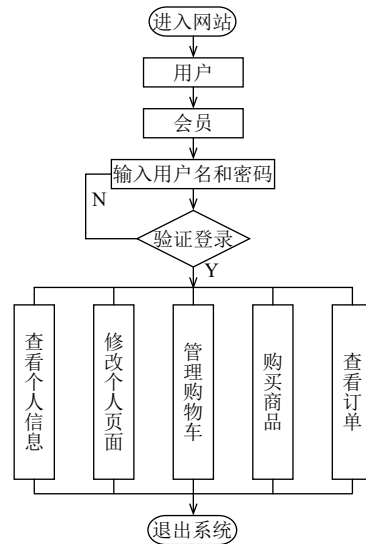 进入网站
用户
会员
输入用户名和密码
N
验证登录
Y
查看个人信息
修改个人页面
管理购物车
购买商品
查看订单
退出系统